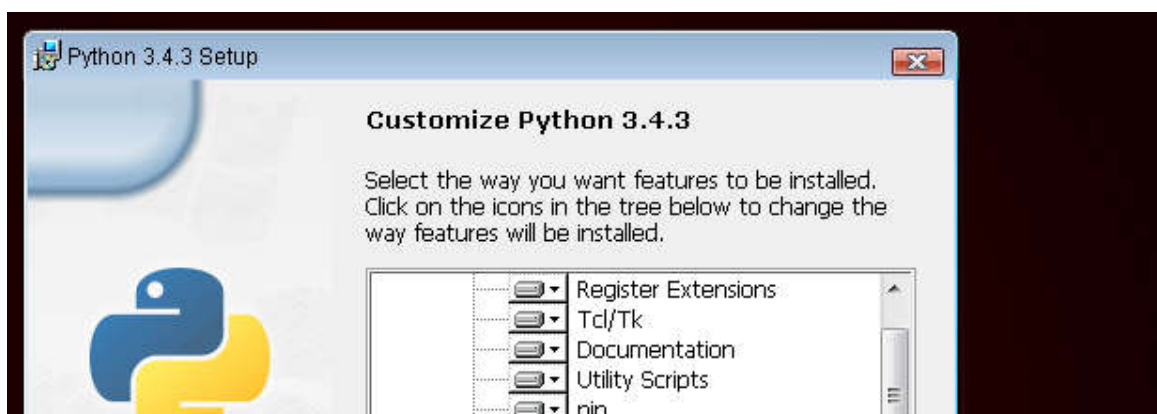 Python 3.4.3 Setup
Customize Python 3.4.3
Select the way you want features to be installed.
Click on the icons in the tree below to change the
way features will be installed.
Register Extensions
Tcl/Tk
Documentation
Utility Scripts
pip